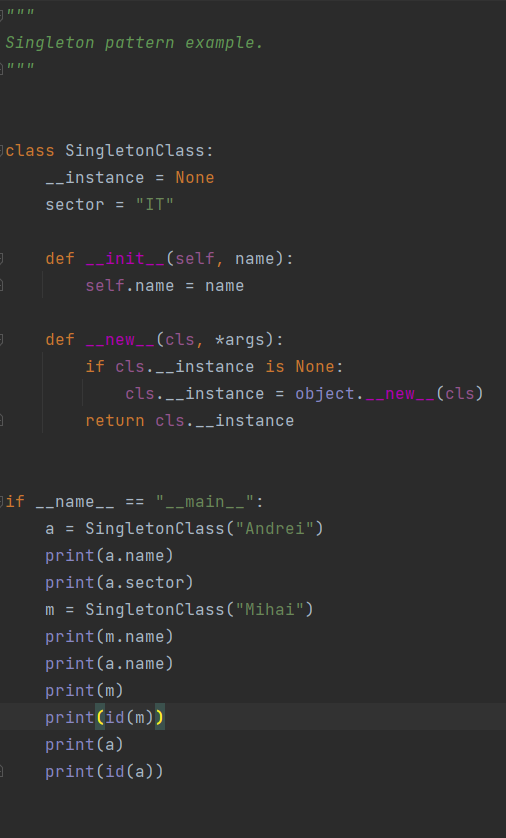 """
Singleton pattern example.
"""
class SingletonClass:
    __instance = None
    sector = "IT"
    def __init__(self, name):
        self.name = name
    def __new__(cls, *args):
        if cls.__instance is None:
            cls.__instance = object.__new__(cls)
        return cls.__instance
if __name__ == "__main__":
    a = SingletonClass("Andrei")
    print(a.name)
    print(a.sector)
    m = SingletonClass("Mihai")
    print(m.name)
    print(a.name)
    print(m)
    print(id(m))
    print(a)
    print(id(a))